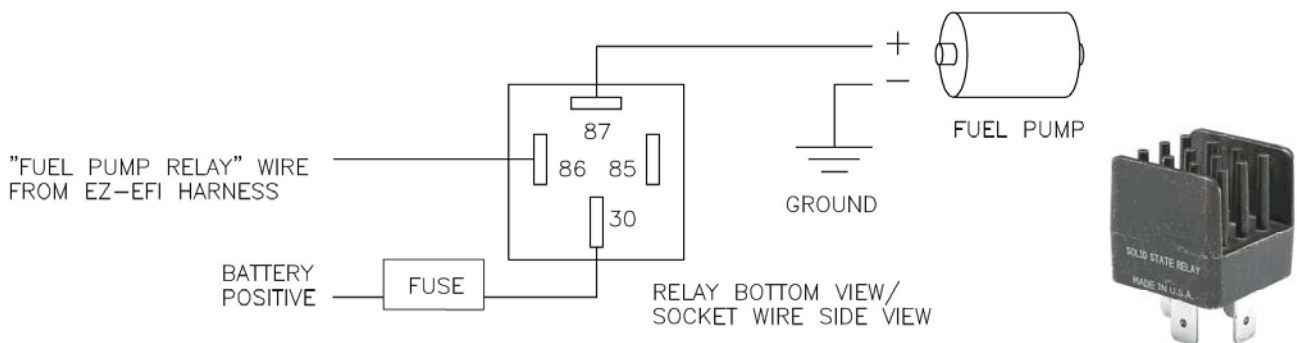 +
−
FUEL PUMP
87
86 85
30
"FUEL PUMP RELAY" WIRE
FROM EZ-EFI HARNESS
GROUND
BATTERY
POSITIVE
FUSE
RELAY BOTTOM VIEW/
SOCKET WIRE SIDE VIEW
SOLID STATE RELAY
MADE IN U.S.A.